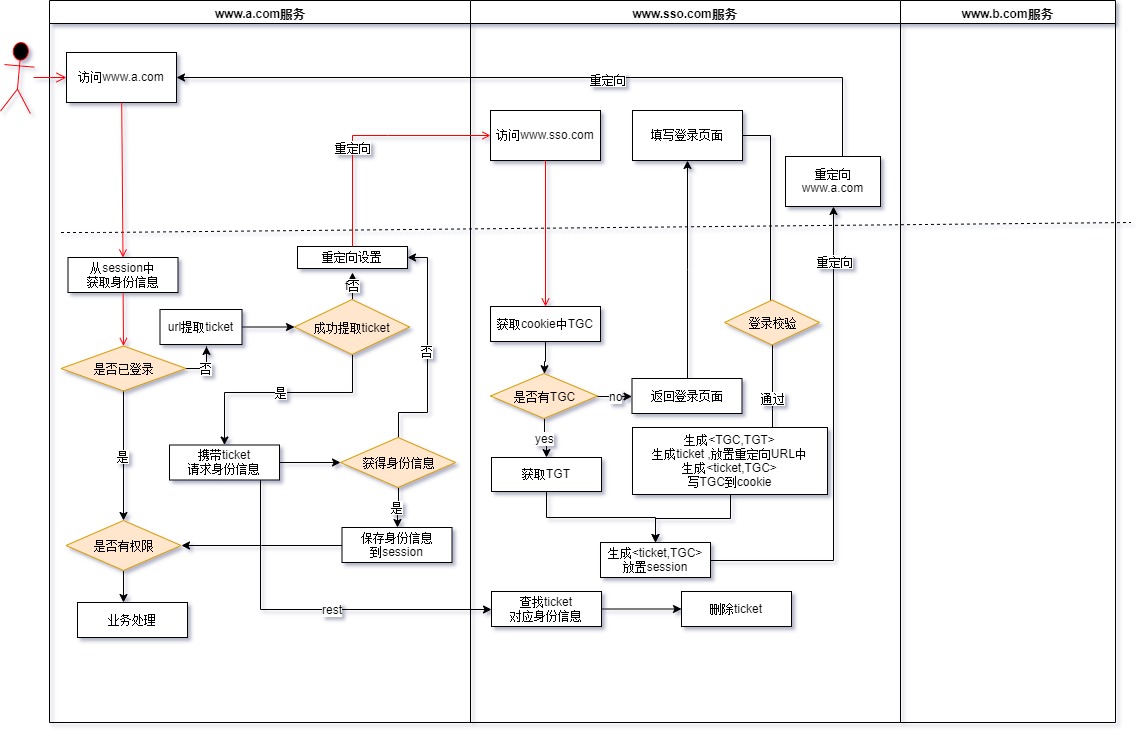 www.a.com服务
www.sso.com服务
www.b.com服务
访问www.a.com
重定向
访问www.sso.com
填写登录页面
重定向
重定向
www.a.com
重定向设置
重定向
从session中
获取身份信息
否
url提取ticket
成功提取ticket
获取cookie中TGC
登录校验
否
是否已登录
否
是
是否有TGC
no
返回登录页面
通过
yes
生成<TGC,TGT>
生成ticket ,放置重定向URL中
生成<ticket,TGC>
写TGC到cookie
是
携带ticket
请求身份信息
获得身份信息
获取TGT
是
是否有权限
保存身份信息
到session
生成<ticket,TGC>
放置session
业务处理
rest
查找ticket
对应身份信息
删除ticket